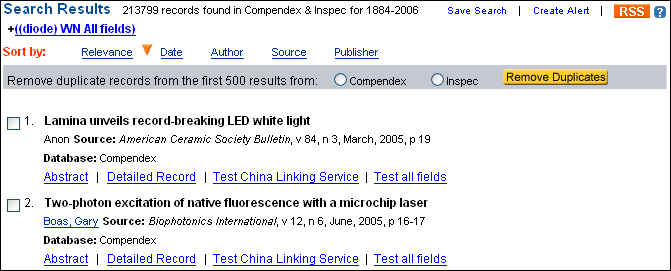 Search Results 213799 records found in Compendex & Inspec for 1884-2006 Save Search | Create Alert | RSS ?
+((diode) WN All fields)
Sort by: Relevance Date Author Source Publisher
Remove duplicate records from the first 500 results from: Compendex Inspec Remove Duplicates
1. Lamina unveils record-breaking LED white light
Anon Source: American Ceramic Society Bulletin, v 84, n 3, March, 2005, p 19
Database: Compendex
Abstract | Detailed Record | Test China Linking Service | Test all fields
2. Two-photon excitation of native fluorescence with a microchip laser
Boas, Gary Source: Biophotonics International, v 12, n 6, June, 2005, p 16-17
Database: Compendex
Abstract | Detailed Record | Test China Linking Service | Test all fields